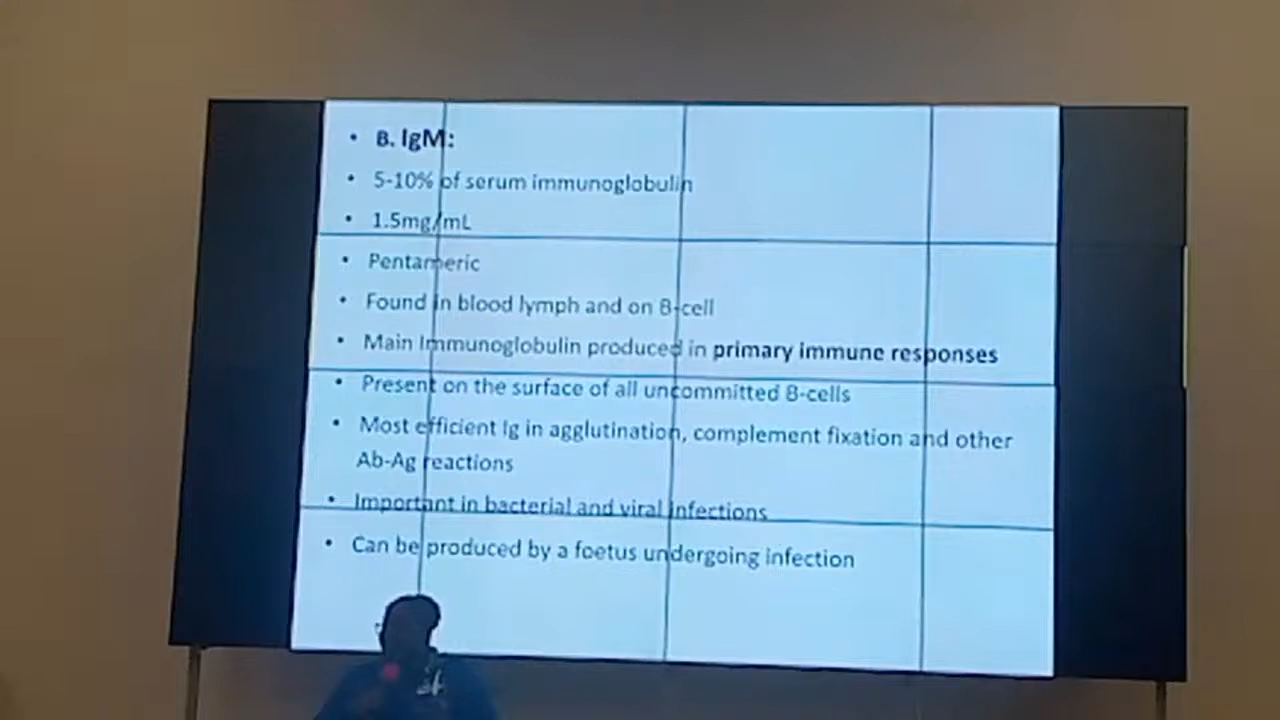 • B. IgM:
• 5-10% of serum immunoglobulin
• 1.5mg/mL
• Pentameric
• Found in blood lymph and on B-cell
• Main Immunoglobulin produced in primary immune responses
• Present on the surface of all uncommitted B-cells
• Most efficient Ig in agglutination, complement fixation and other
Ab-Ag reactions
• Important in bacterial and viral infections
• Can be produced by a foetus undergoing infection